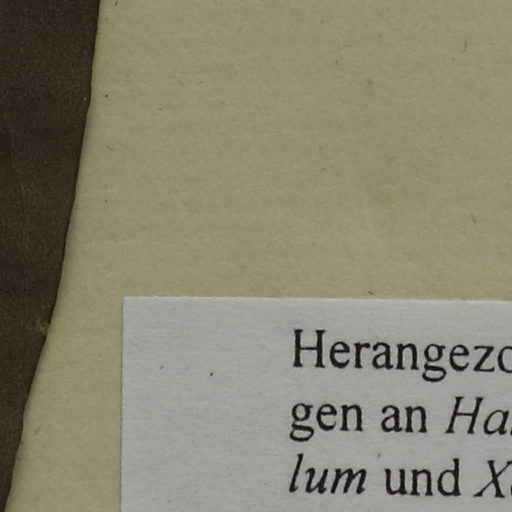 Herangezo
gen an Ha
lum und X